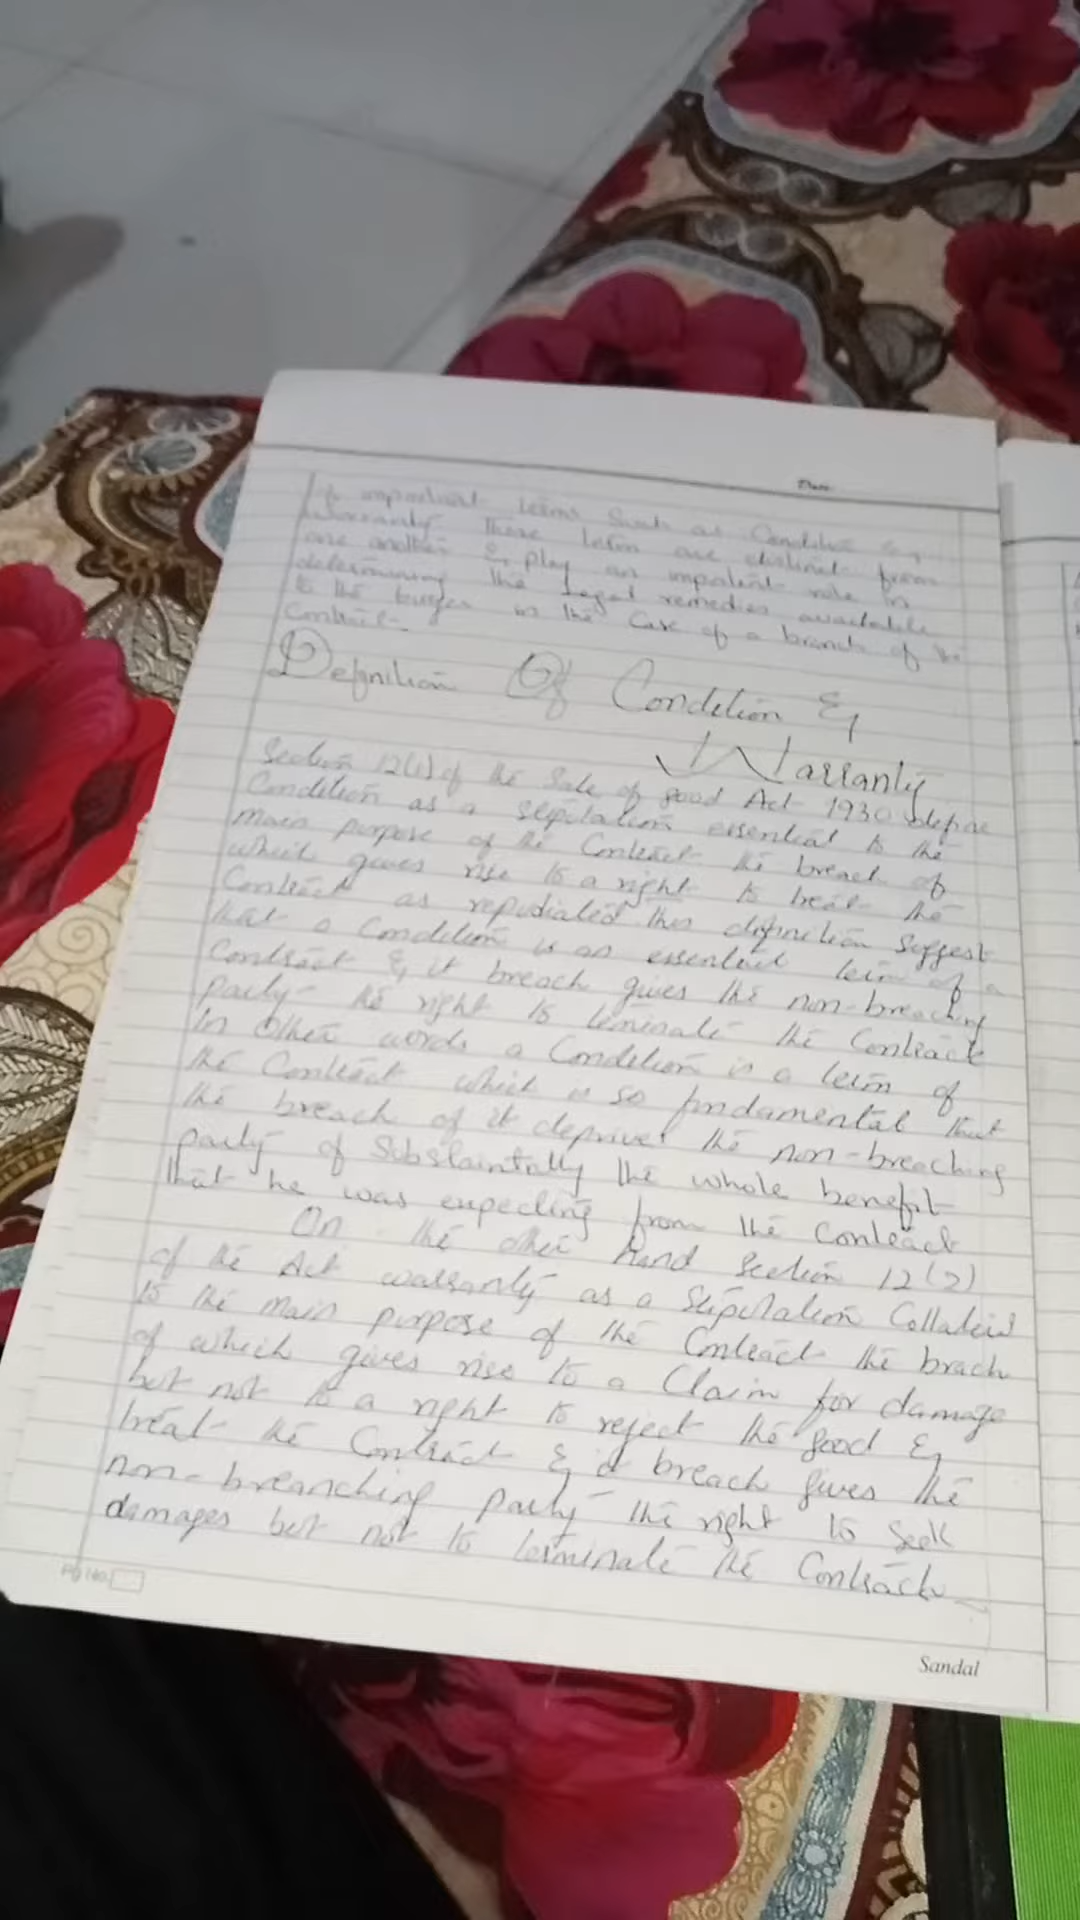 Date:
of important terms such as Condition &
warranty These term are distinct from
one another & play an important role in
determining the legal remedies available
to the buyer in the Case of a branch of the
Contract-
Definition Of Condition &
Warranty
Section 12(2) of the Sale of good Act 1930 define
Condition as a stipitation essential to the
main purpose of the Contract the breach of
which gives rise to a right to treat the
Contract as repudiated this definition suggest
that a Condition is an essential term of a
Contract & it breach gives the non-breaching
party the right to terminate the Contract
In other words a Condition is a term of
the Contract which is so fundamental that
the breach of it deprives the non-breaching
party of Substaintally the whole benefit
that he was expecting from the Contract
On the other hand Section 12(2)
of the Act warranty as a Stipulation
to the main purpose of the Contract the brach
of which gives rise to a Claim for damage
but not to a right to reject the good &
treat the Contract & breach gives the
non-breanching party the right to seek
damages but not to terminate the Contract
Pg No.
Sandal